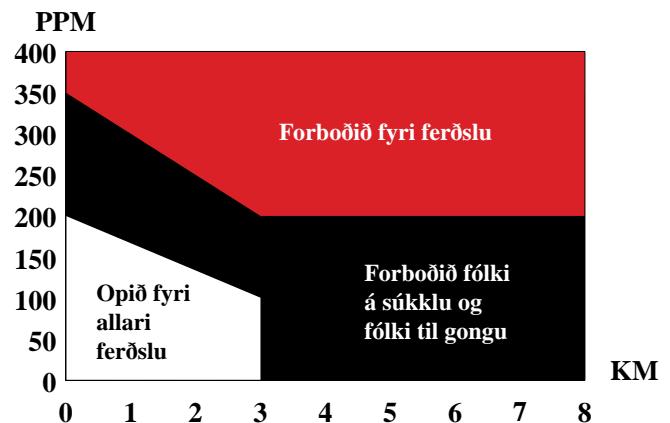 PPM
400
350
300
250
200
150
100
50
0
Forboðið fyri ferðslu
Forboðið fólki
á súkklu og
fólki til gongu
Opið fyri
allari
ferðslu
KM
0 1 2 3 4 5 6 7 8